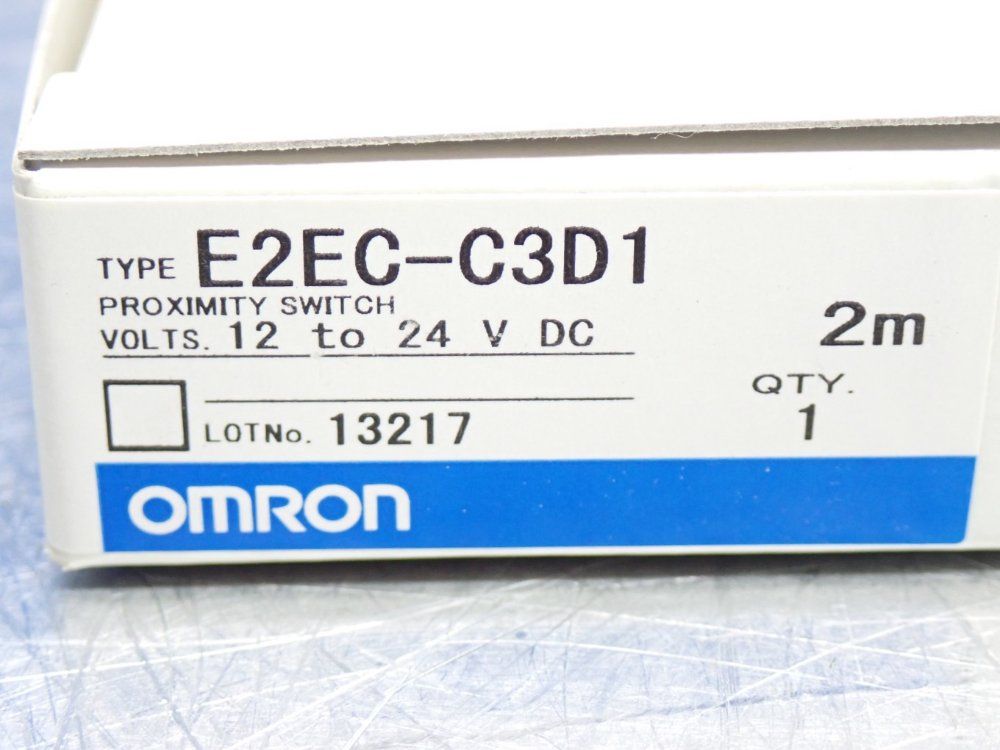 TYPE E2EC-C3D1
PROXIMITY SWITCH
VOLTS. 12 to 24 V DC
2m
QTY.
1
LOTNo. 13217
OMRON